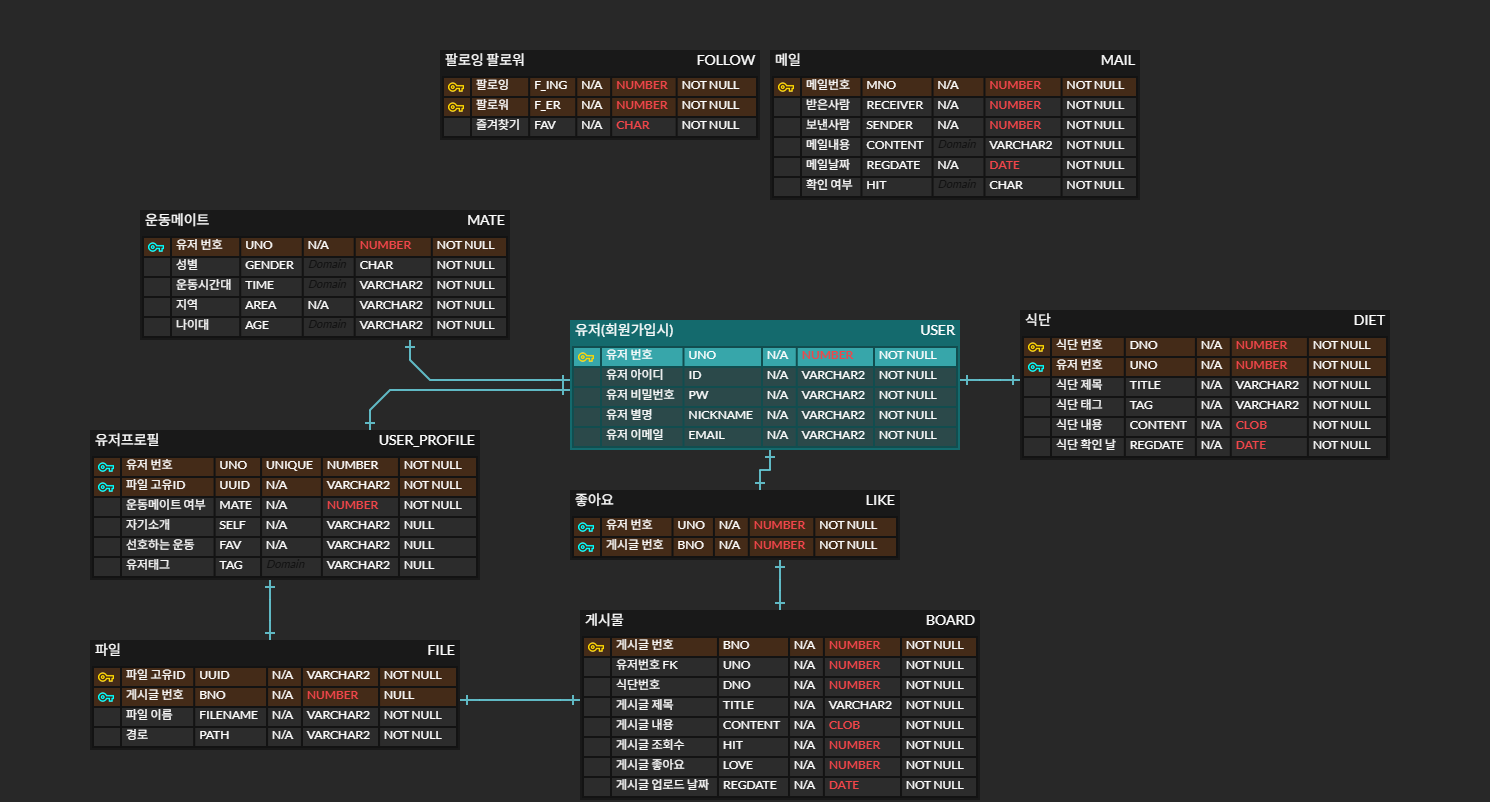 팔로잉 팔로워 FOLLOW
팔로잉 F_ING N/A NUMBER NOT NULL
팔로워 F_ER N/A NUMBER NOT NULL
즐겨찾기 FAV N/A CHAR NOT NULL
메일 MAIL
메일번호 MNO N/A NUMBER NOT NULL
받은사람 RECEIVER N/A NUMBER NOT NULL
보낸사람 SENDER N/A NUMBER NOT NULL
메일내용 CONTENT Domain VARCHAR2 NOT NULL
메일날짜 REGDATE N/A DATE NOT NULL
확인 여부 HIT Domain CHAR NOT NULL
운동메이트 MATE
유저 번호 UNO N/A NUMBER NOT NULL
성별 GENDER Domain CHAR NOT NULL
운동시간대 TIME Domain VARCHAR2 NOT NULL
지역 AREA N/A VARCHAR2 NOT NULL
나이대 AGE Domain VARCHAR2 NOT NULL
유저(회원가입시) USER
유저 번호 UNO N/A NUMBER NOT NULL
유저 아이디 ID N/A VARCHAR2 NOT NULL
유저 비밀번호 PW N/A VARCHAR2 NOT NULL
유저 별명 NICKNAME N/A VARCHAR2 NOT NULL
유저 이메일 EMAIL N/A VARCHAR2 NOT NULL
식단 DIET
식단 번호 DNO N/A NUMBER NOT NULL
유저 번호 UNO N/A NUMBER NOT NULL
식단 제목 TITLE N/A VARCHAR2 NOT NULL
식단 태그 TAG N/A VARCHAR2 NOT NULL
식단 내용 CONTENT N/A CLOB NOT NULL
식단 확인 날 REGDATE N/A DATE NOT NULL
유저프로필 USER_PROFILE
유저 번호 UNO UNIQUE NUMBER NOT NULL
파일 고유ID UUID N/A VARCHAR2 NOT NULL
운동메이트 여부 MATE N/A NUMBER NOT NULL
자기소개 SELF N/A VARCHAR2 NULL
선호하는 운동 FAV N/A VARCHAR2 NULL
유저태그 TAG Domain VARCHAR2 NULL
좋아요 LIKE
유저 번호 UNO N/A NUMBER NOT NULL
게시글 번호 BNO N/A NUMBER NOT NULL
파일 FILE
파일 고유ID UUID N/A VARCHAR2 NOT NULL
게시글 번호 BNO N/A NUMBER NULL
파일 이름 FILENAME N/A VARCHAR2 NOT NULL
경로 PATH N/A VARCHAR2 NOT NULL
게시물 BOARD
게시글 번호 BNO N/A NUMBER NOT NULL
유저번호 FK UNO N/A NUMBER NOT NULL
식단번호 DNO N/A NUMBER NOT NULL
게시글 제목 TITLE N/A VARCHAR2 NOT NULL
게시글 내용 CONTENT N/A CLOB NOT NULL
게시글 조회수 HIT N/A NUMBER NOT NULL
게시글 좋아요 LOVE N/A NUMBER NOT NULL
게시글 업로드 날짜 REGDATE N/A DATE NOT NULL